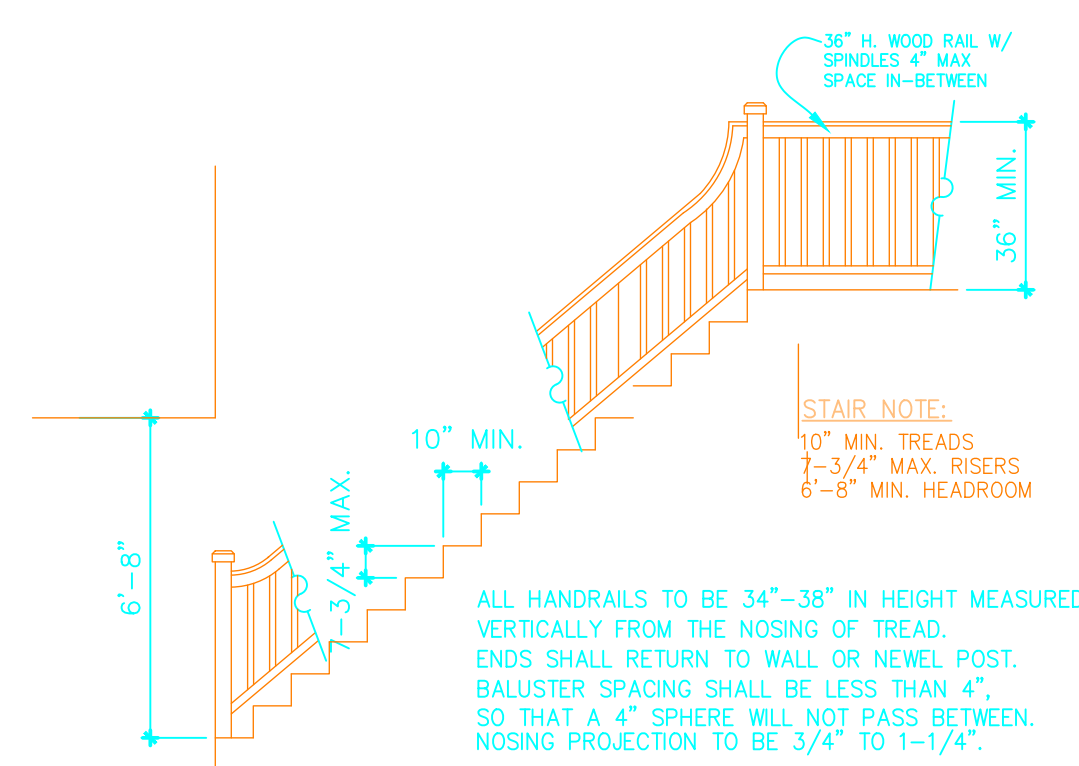 36” H. WOOD RAIL W/
SPINDLES 4” MAX
SPACE IN-BETWEEN
36” MIN.
STAIR NOTE:
10” MIN. TREADS
7-3/4” MAX. RISERS
6’-8” MIN. HEADROOM
10” MIN.
7-3/4” MAX.
6’-8”
ALL HANDRAILS TO BE 34”-38” IN HEIGHT MEASURED
VERTICALLY FROM THE NOSING OF TREAD.
ENDS SHALL RETURN TO WALL OR NEWEL POST.
BALUSTER SPACING SHALL BE LESS THAN 4”,
SO THAT A 4” SPHERE WILL NOT PASS BETWEEN.
NOSING PROJECTION TO BE 3/4” TO 1-1/4”.